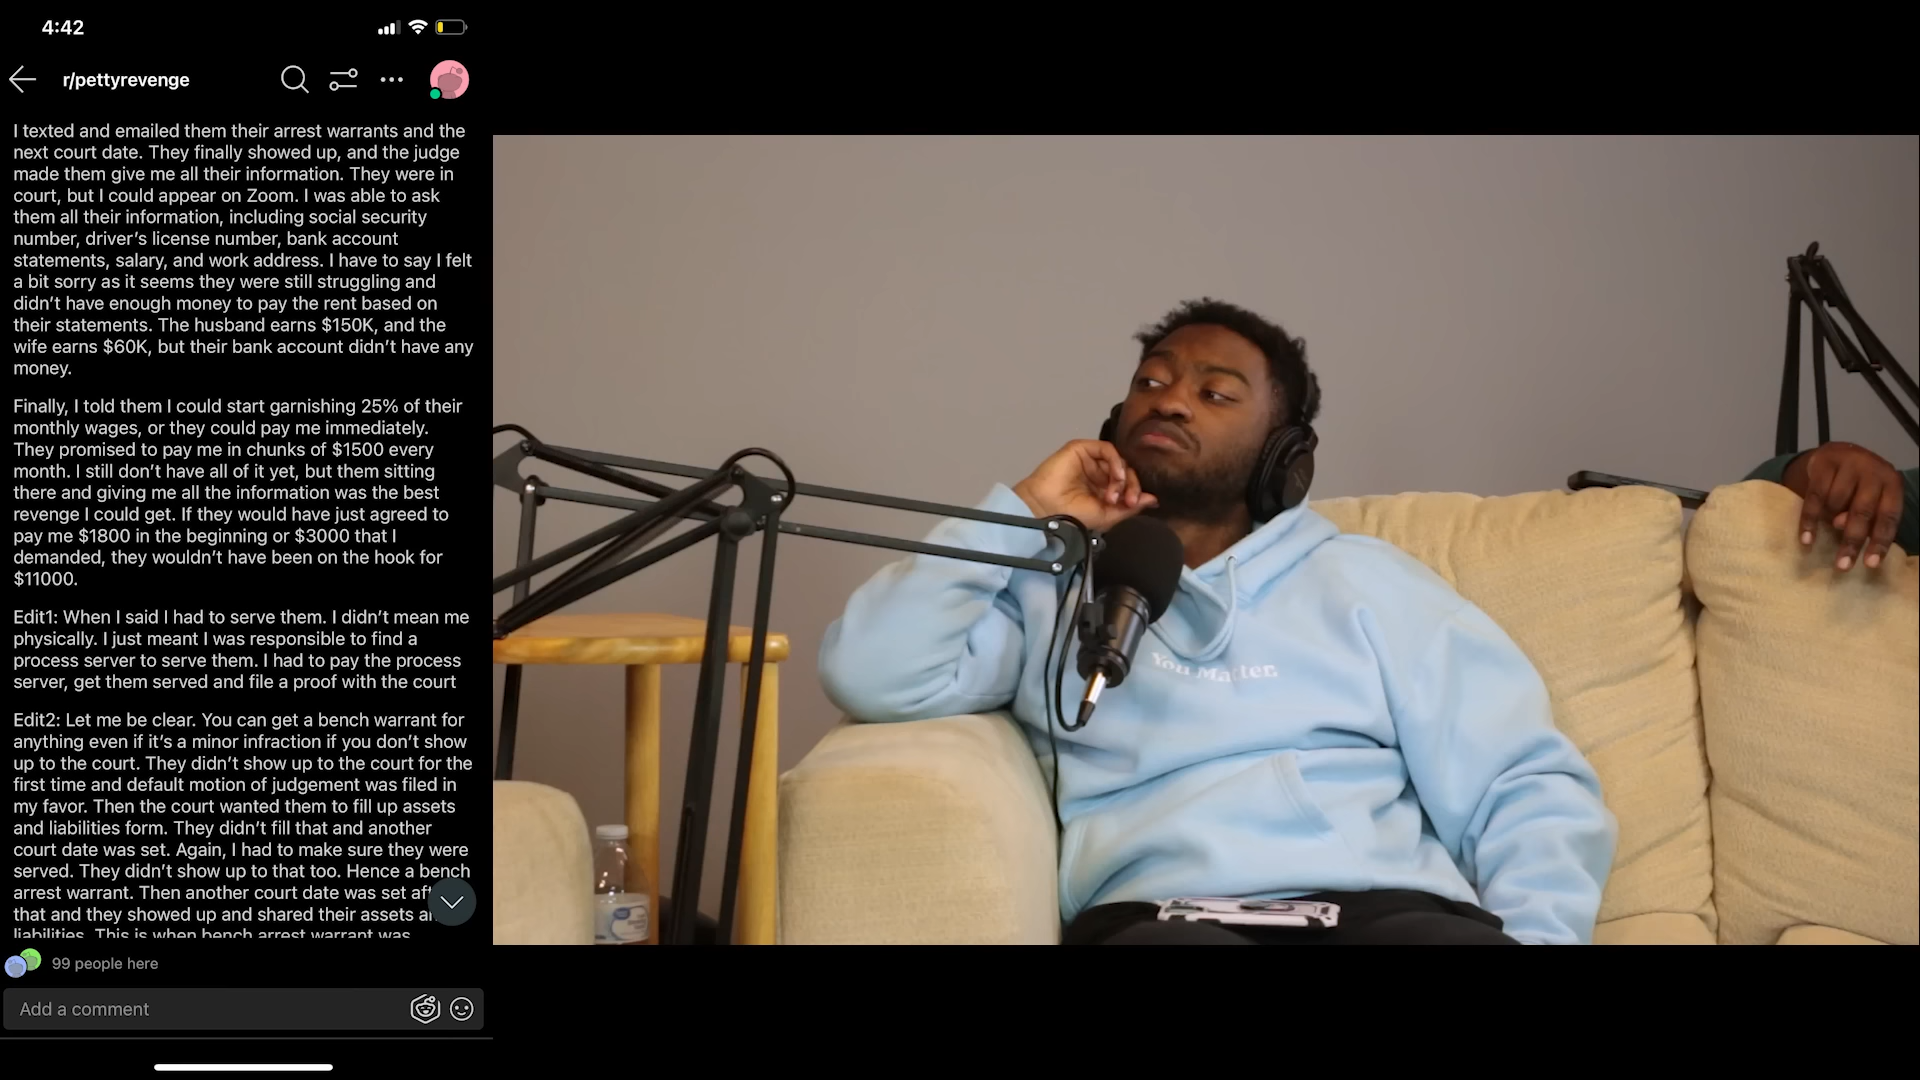 4:42
r/pettyrevenge
I texted and emailed them their arrest warrants and the
next court date. They finally showed up, and the judge
made them give me all their information. They were in
court, but I could appear on Zoom. I was able to ask
them all their information, including social security
number, driver's license number, bank account
statements, salary, and work address. I have to say I felt
a bit sorry as it seems they were still struggling and
didn't have enough money to pay the rent based on
their statements. The husband earns $150K, and the
wife earns $60K, but their bank account didn't have any
money.
Finally, I told them I could start garnishing 25% of their
monthly wages, or they could pay me immediately.
They promised to pay me in chunks of $1500 every
month. I still don't have all of it yet, but them sitting
there and giving me all the information was the best
revenge I could get. If they would have just agreed to
pay me $1800 in the beginning or $3000 that I
demanded, they wouldn't have been on the hook for
$11000.
Edit1: When I said I had to serve them. I didn't mean me
physically. I just meant I was responsible to find a
process server to serve them. I had to pay the process
server, get them served and file a proof with the court
Edit2: Let me be clear. You can get a bench warrant for
anything even if it's a minor infraction if you don't show
up to the court. They didn't show up to the court for the
first time and default motion of judgement was filed in
my favor. Then the court wanted them to fill up assets
and liabilities form. They didn't fill that and another
court date was set. Again, I had to make sure they were
served. They didn't show up to that too. Hence a bench
arrest warrant. Then another court date was set
that and they showed up and shared their assets
liabilities. This is when bench arrest warrant was
99 people here
Add a comment
You Matter